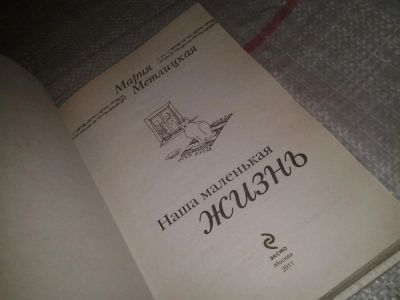 Мария
Метлицкая
Наша маленькая
жизнь
ЭКСМО
Москва
2011